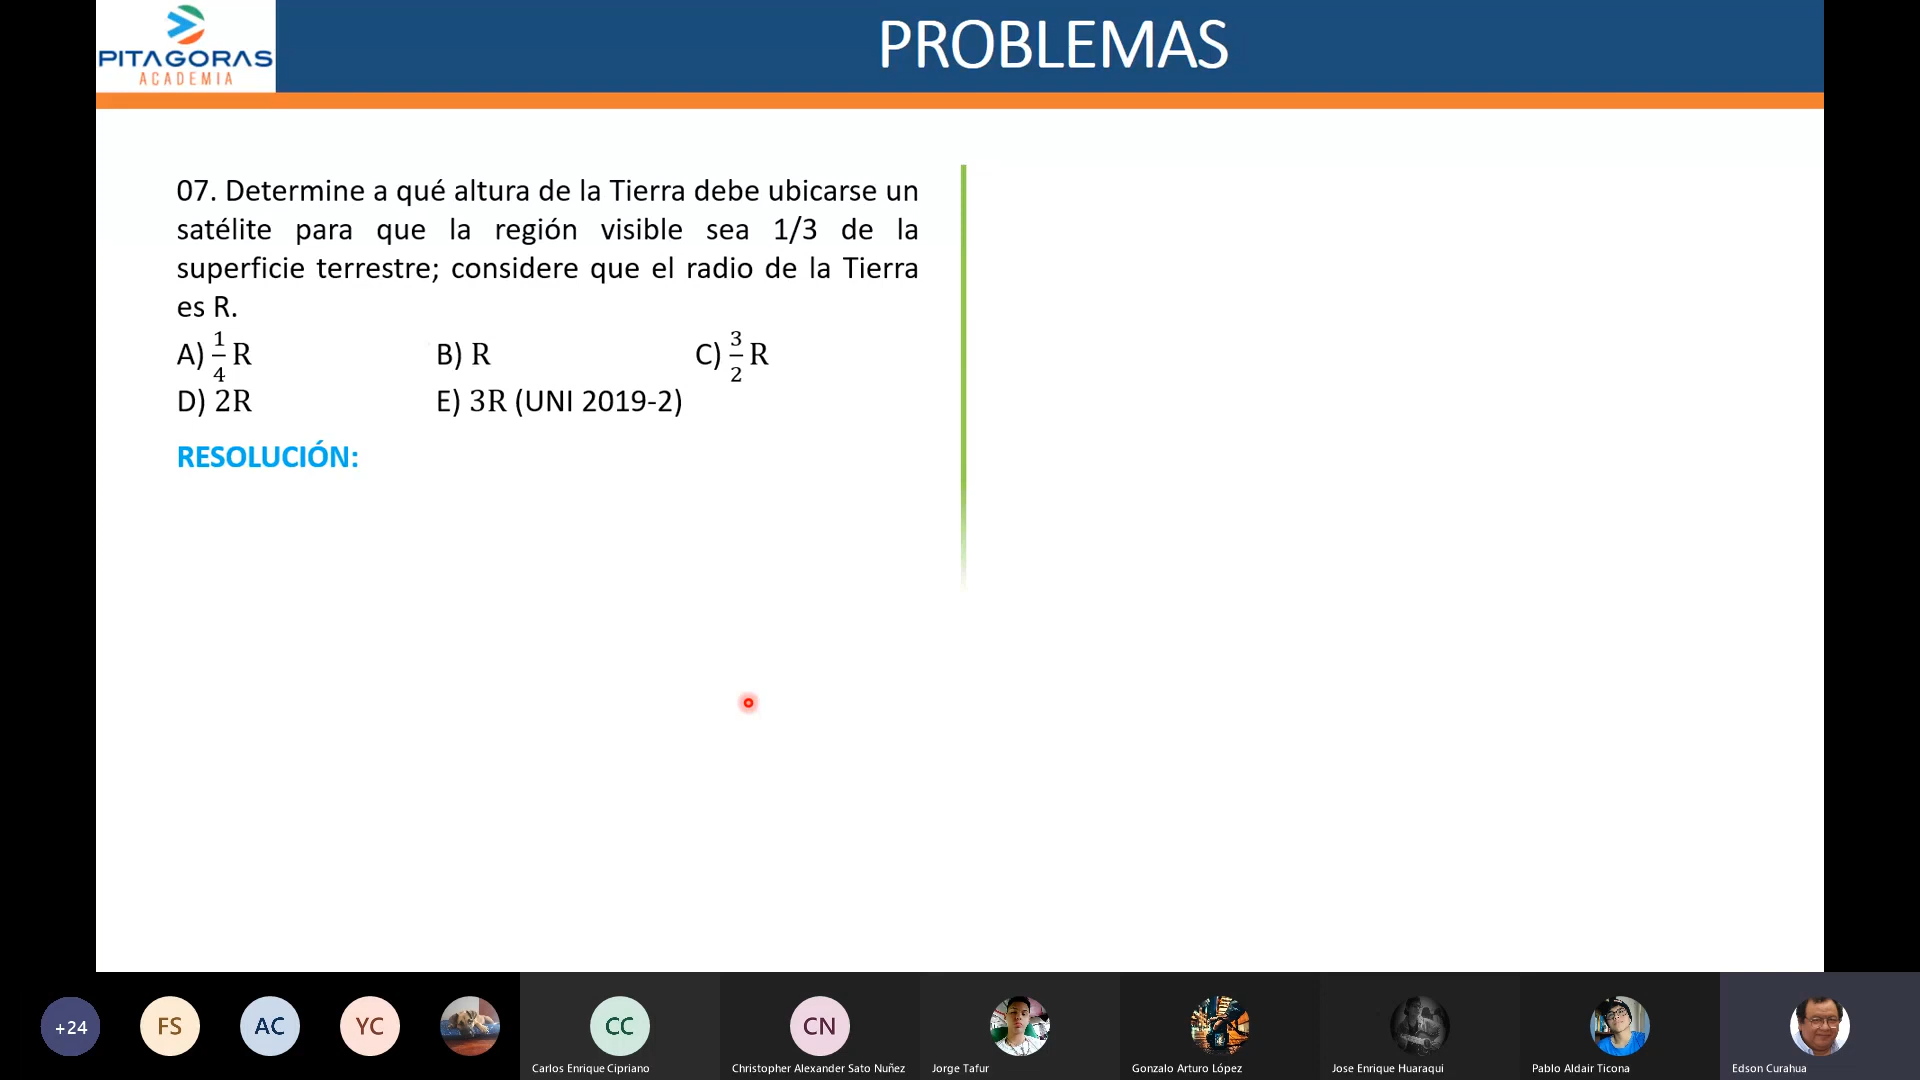 PITAGORAS
ACADEMIA
PROBLEMAS
07. Determine a qué altura de la Tierra debe ubicarse un
satélite para que la región visible sea 1/3 de la
superficie terrestre; considere que el radio de la Tierra
es R.
A) 1/4 R B) R C) 3/2 R
D) 2R E) 3R (UNI 2019-2)
RESOLUCIÓN:
+24 FS AC YC CC CN
Carlos Enrique Cipriano Christopher Alexander Sato Nuñez Jorge Tafur Gonzalo Arturo López Jose Enrique Huaraqui Pablo Aldair Ticona Edson Curahua